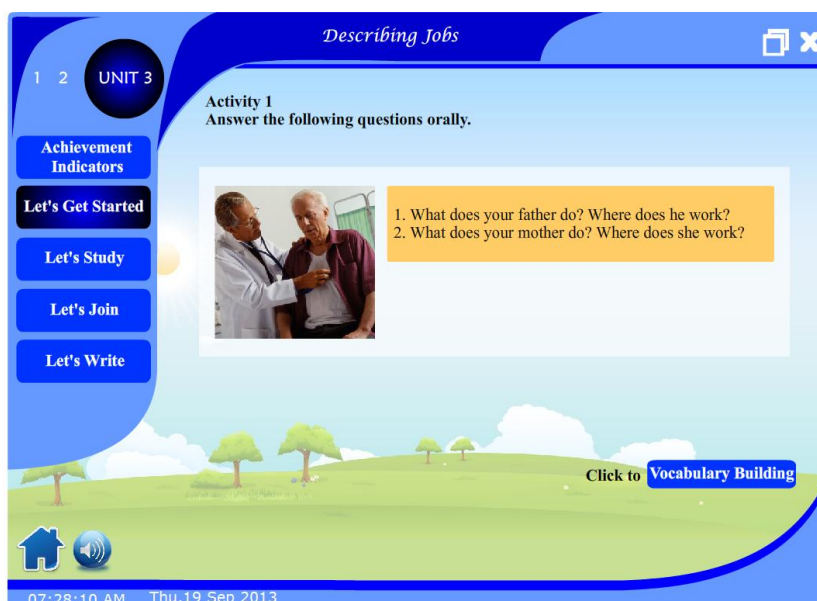 Describing Jobs
1 2 UNIT 3
Activity 1
Answer the following questions orally.
Achievement
Indicators
Let's Get Started
Let's Study
Let's Join
Let's Write
1. What does your father do? Where does he work?
2. What does your mother do? Where does she work?
Click to Vocabulary Building
07:28:10 AM Thu,19 Sep 2013